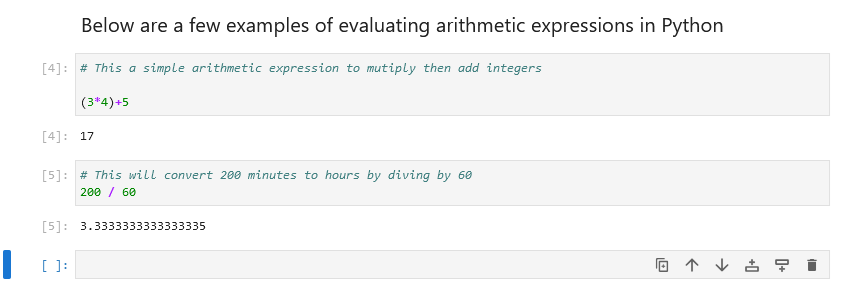 Below are a few examples of evaluating arithmetic expressions in Python
[4]: # This a simple arithmetic expression to mutiply then add integers
(3*4)+5
[4]: 17
[5]: # This will convert 200 minutes to hours by diving by 60
200 / 60
[5]: 3.3333333333333335
[ ]: